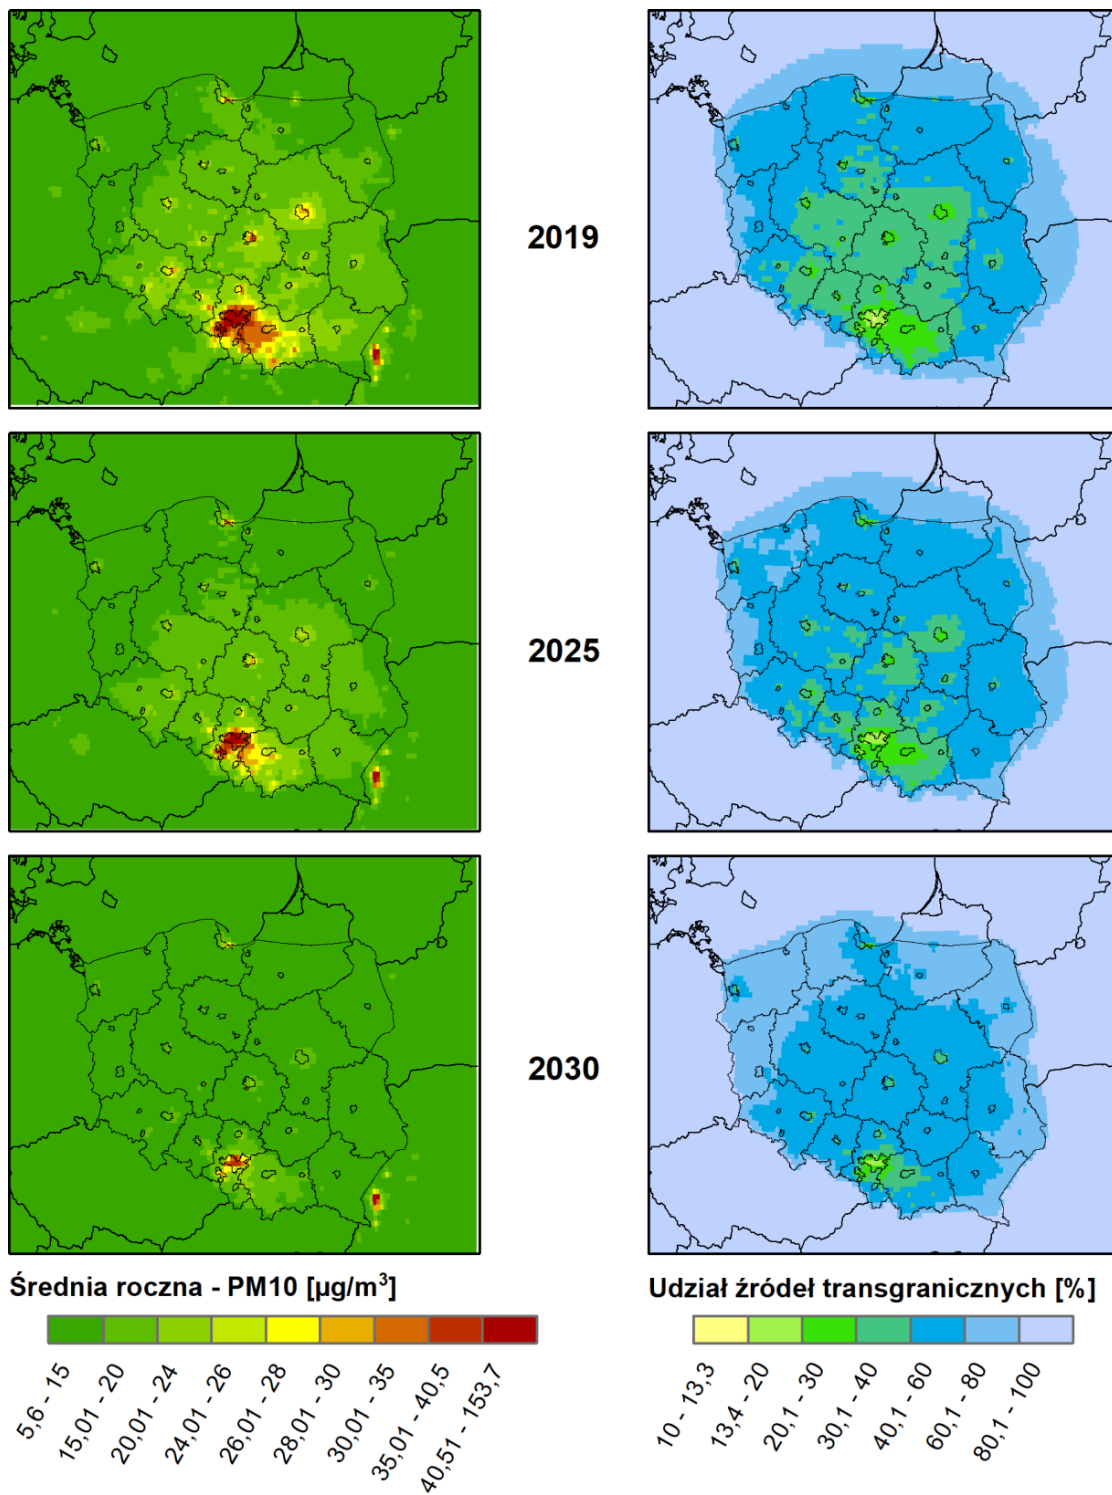 2019
2025
2030
Średnia roczna - PM10 [µg/m³]
5,6 - 15
15,01 - 20
20,01 - 24
24,01 - 26
26,01 - 28
28,01 - 30
30,01 - 35
35,01 - 40,5
40,51 - 153,7
Udział źródeł transgranicznych [%]
10 - 13,3
13,4 - 20
20,1 - 30
30,1 - 40
40,1 - 60
60,1 - 80
80,1 - 100